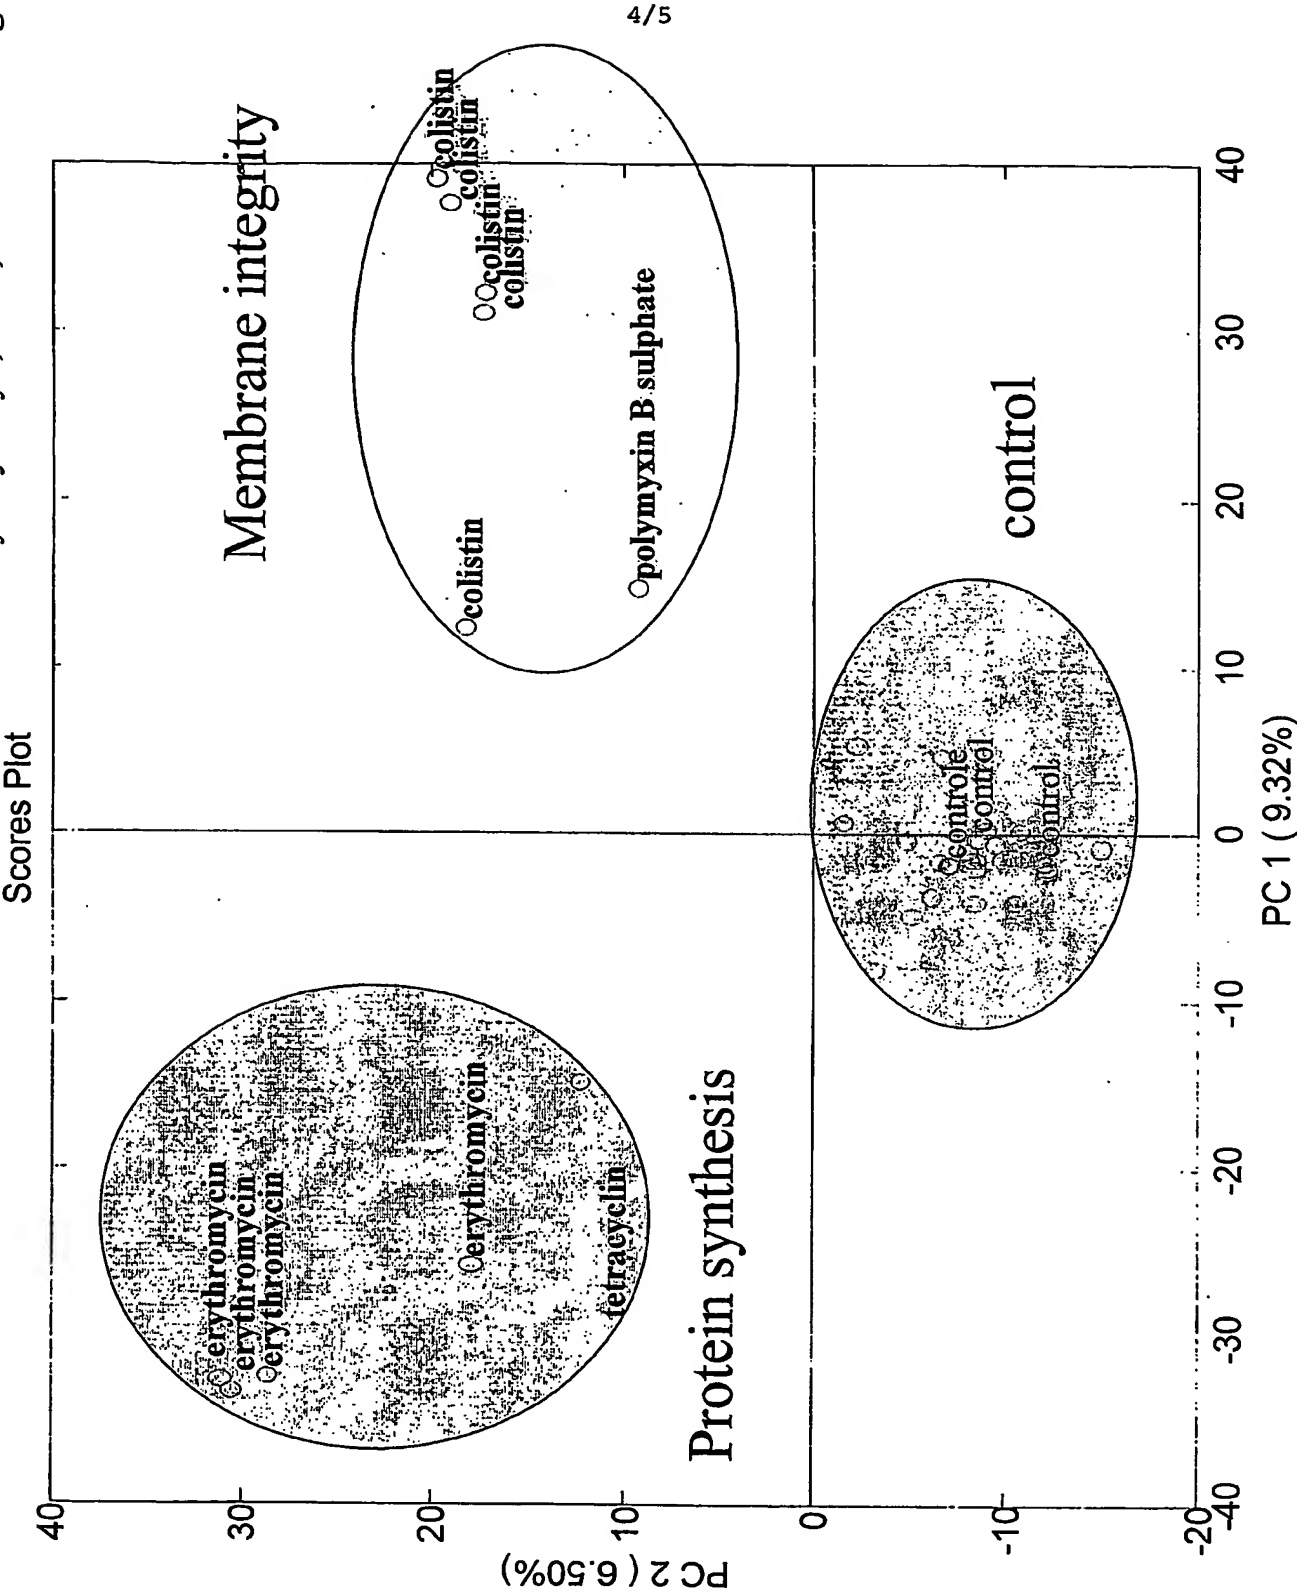 4/5
Scores Plot
Membrane integrity
colistin
colistin
colistin
colistin
colistin
polymyxin B sulphate
erythromycin
erythromycin
erythromycin
erythromycin
tetracyclin
Protein synthesis
control
controle
control
control
40
30
20
10
0
-10
-20
PC 2 ( 6.50%)
-40
-30
-20
-10
0
10
20
30
40
PC 1 ( 9.32%)